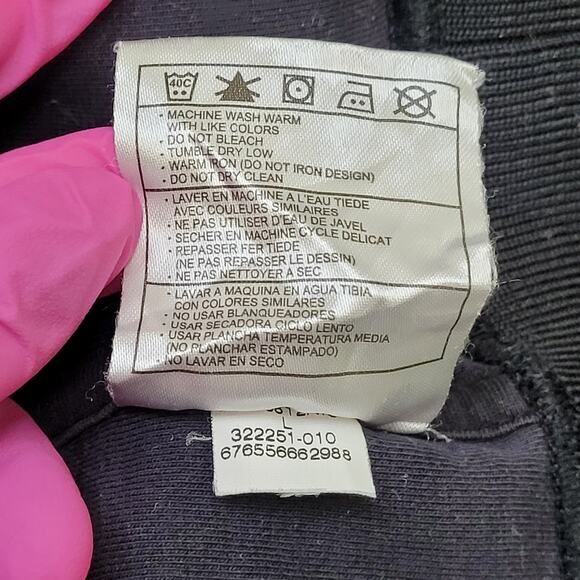 40C
• MACHINE WASH WARM
WITH LIKE COLORS
• DO NOT BLEACH
• TUMBLE DRY LOW
• WARM IRON (DO NOT IRON DESIGN)
• DO NOT DRY CLEAN
• LAVER EN MACHINE A L'EAU TIEDE
AVEC COULEURS SIMILAIRES
• NE PAS UTILISER D'EAU DE JAVEL
• SECHER EN MACHINE CYCLE DELICAT
• REPASSER FER TIEDE
(NE PAS REPASSER LE DESSIN)
• NE PAS NETTOYER A SEC
• LAVAR A MAQUINA EN AGUA TIBIA
CON COLORES SIMILARES
• NO USAR BLANQUEADORES
• USAR SECADORA CICLO LENTO
• USAR PLANCHA TEMPERATURA MEDIA
(NO PLANCHAR ESTAMPADO)
• NO LAVAR EN SECO
L
322251-010
676556662988